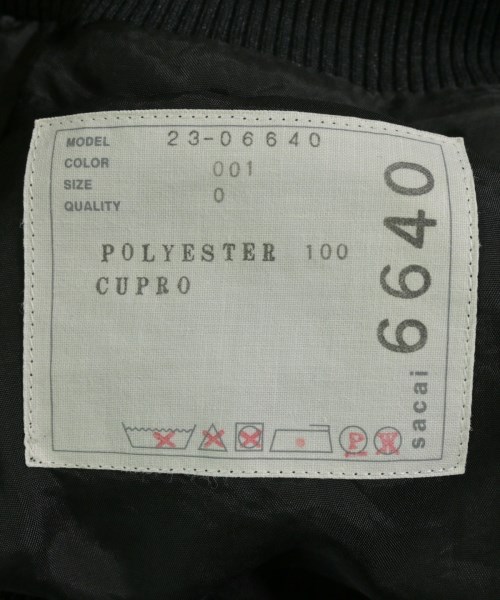 MODEL 23-06640
COLOR 001
SIZE 0
QUALITY
POLYESTER 100
CUPRO
P W
sacai 6640